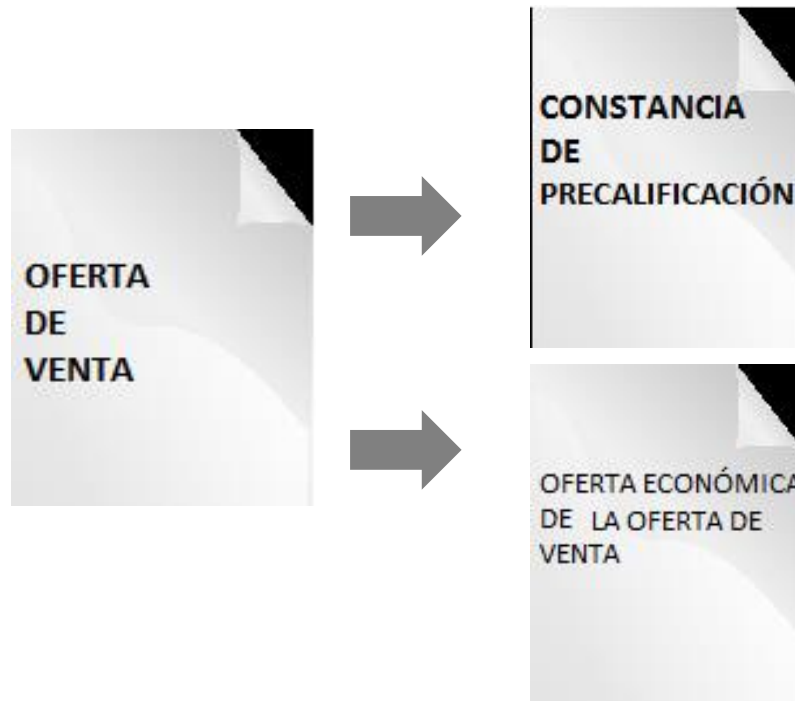 OFERTA
DE
VENTA
CONSTANCIA
DE
PRECALIFICACIÓN
OFERTA ECONÓMICA
DE LA OFERTA DE
VENTA